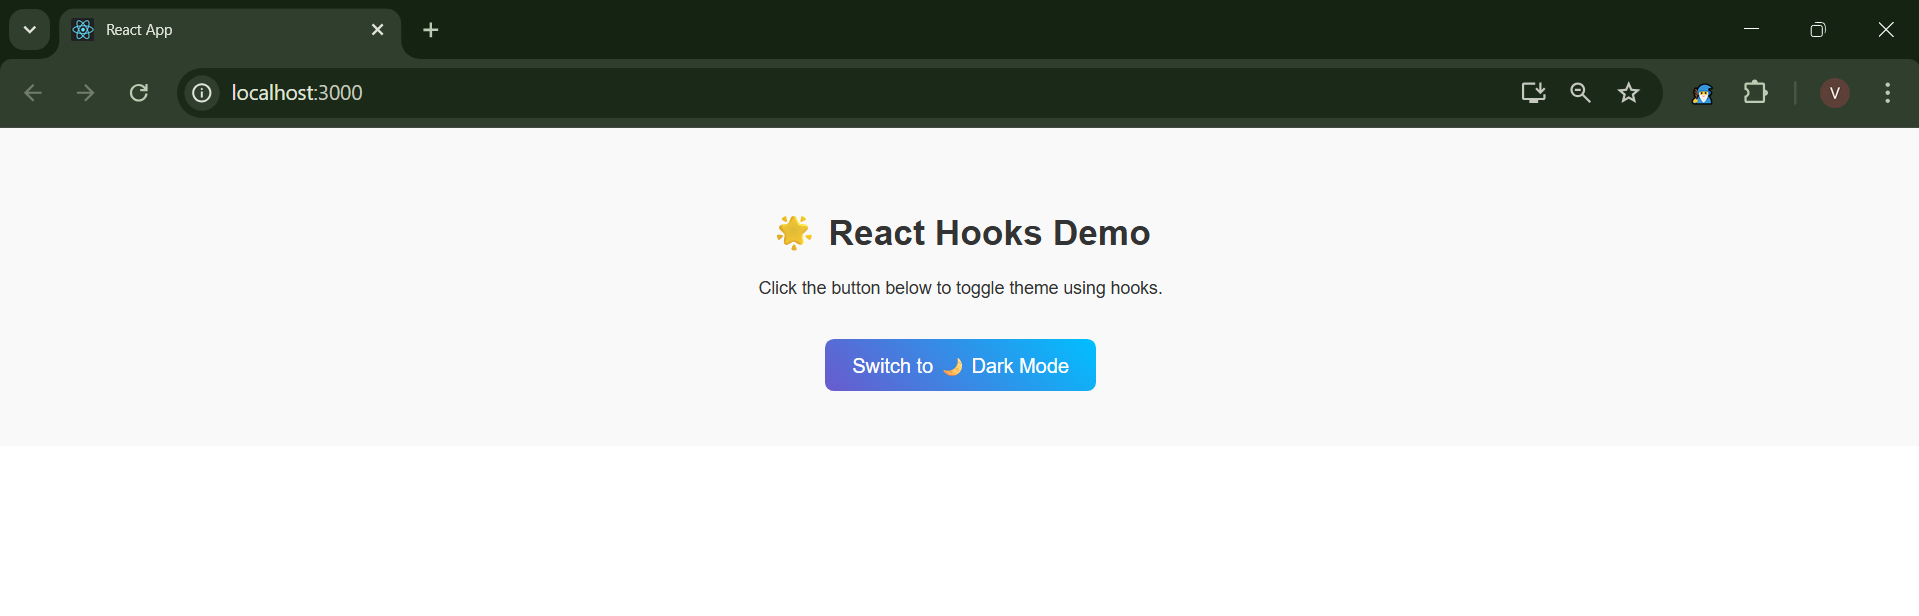 React App
localhost:3000
V
🌟 React Hooks Demo
Click the button below to toggle theme using hooks.
Switch to 🌙 Dark Mode